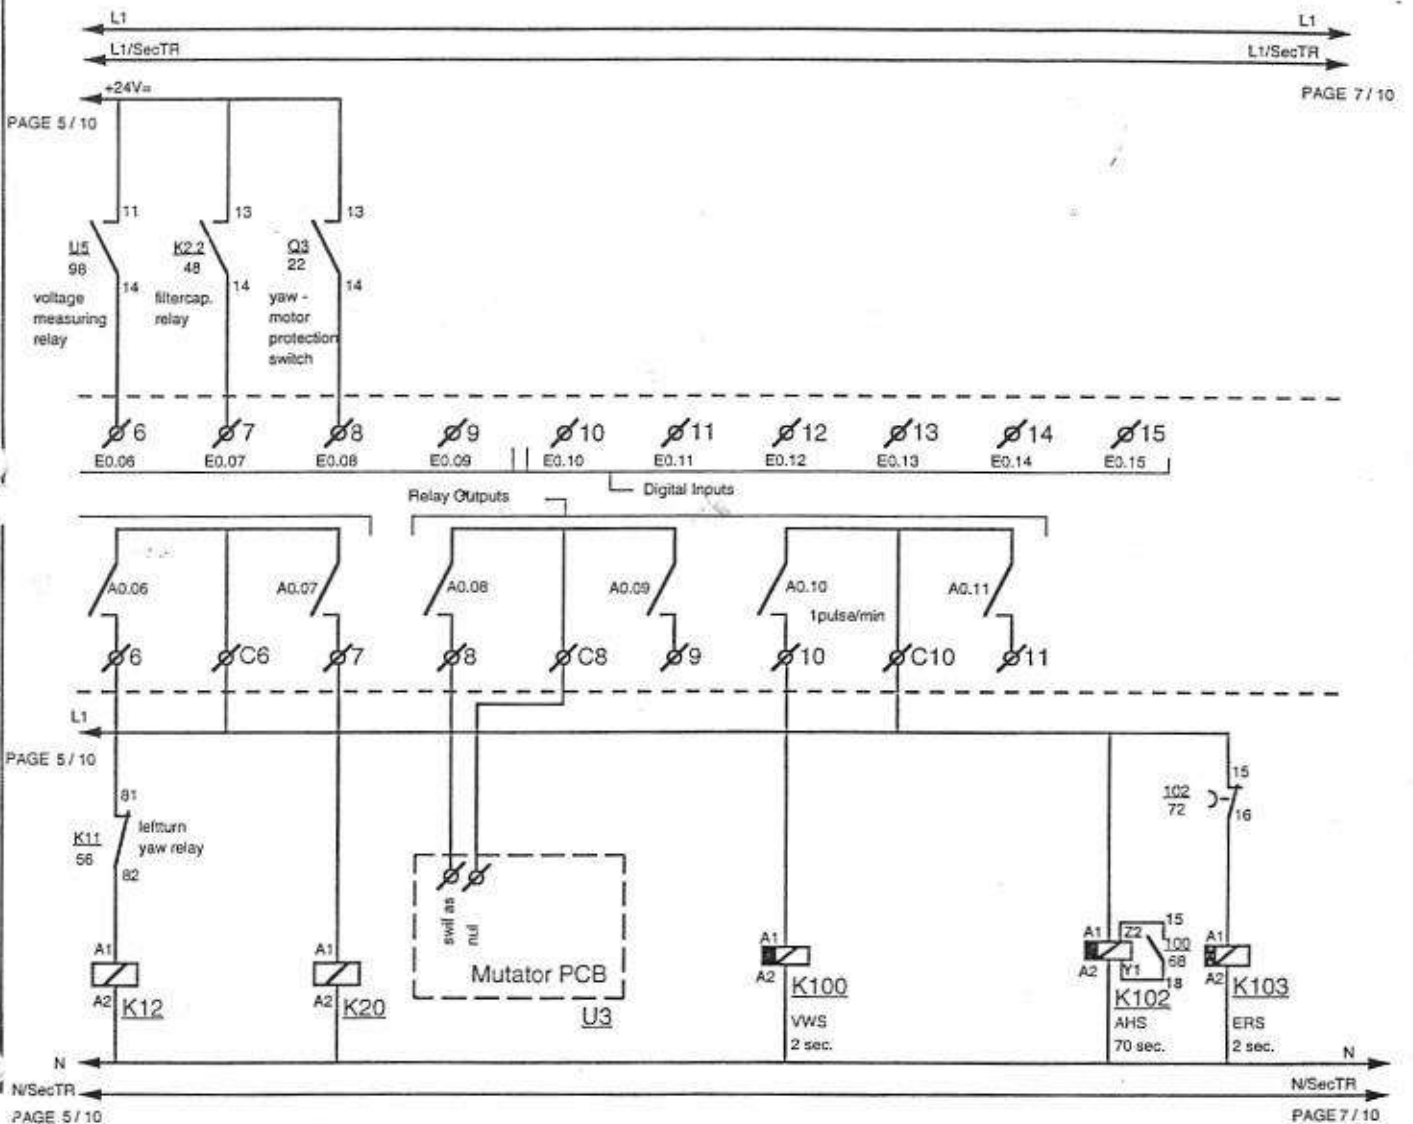 L1 L1
L1/SecTR L1/SecTR
+24V=
PAGE 5/10 PAGE 7/10
11 13 13
U5 K2.2 Q3
98 48 22
14 14 14
voltage filtercap. yaw -
measuring relay motor
relay protection
switch
6 7 8 9 10 11 12 13 14 15
E0.06 E0.07 E0.08 E0.09 E0.10 E0.11 E0.12 E0.13 E0.14 E0.15
Relay Outputs Digital Inputs
A0.06 A0.07 A0.08 A0.09 A0.10 A0.11
1pulse/min
6 C6 7 8 C8 9 10 C10 11
L1
PAGE 5/10
81 15
K11 leftturn 102
56 yaw relay 72 16
82
swif as
nul
Mutator PCB
U3
A1 A1 A1 A1 Z2 15 A1
100
68
A2 A2 A2 A2 Y1 18 A2
K12 K20 K100 K102 K103
VWS AHS ERS
2 sec. 70 sec. 2 sec.
N N
N/SecTR N/SecTR
PAGE 5/10 PAGE 7/10